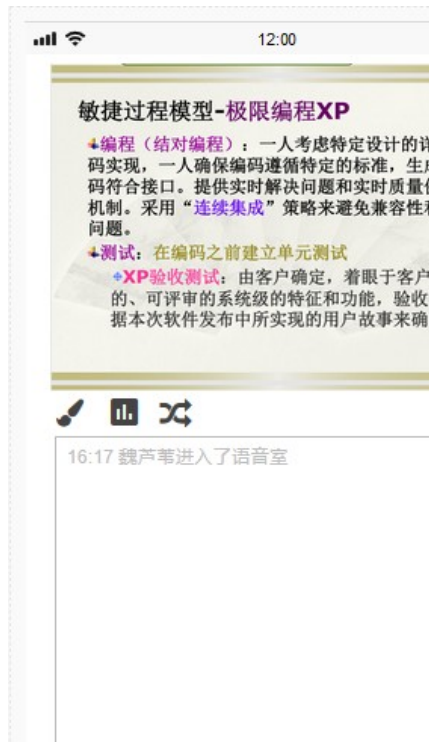 12:00
敏捷过程模型-极限编程XP
编程（结对编程）：一人考虑特定设计的详
码实现，一人确保编码遵循特定的标准，生成
码符合接口。提供实时解决问题和实时质量
机制。采用“连续集成”策略来避免兼容性和
问题。
测试：在编码之前建立单元测试
XP验收测试：由客户确定，着眼于客户
的、可评审的系统级的特征和功能，验收
据本次软件发布中所实现的用户故事来确
16:17 魏芦苇进入了语音室